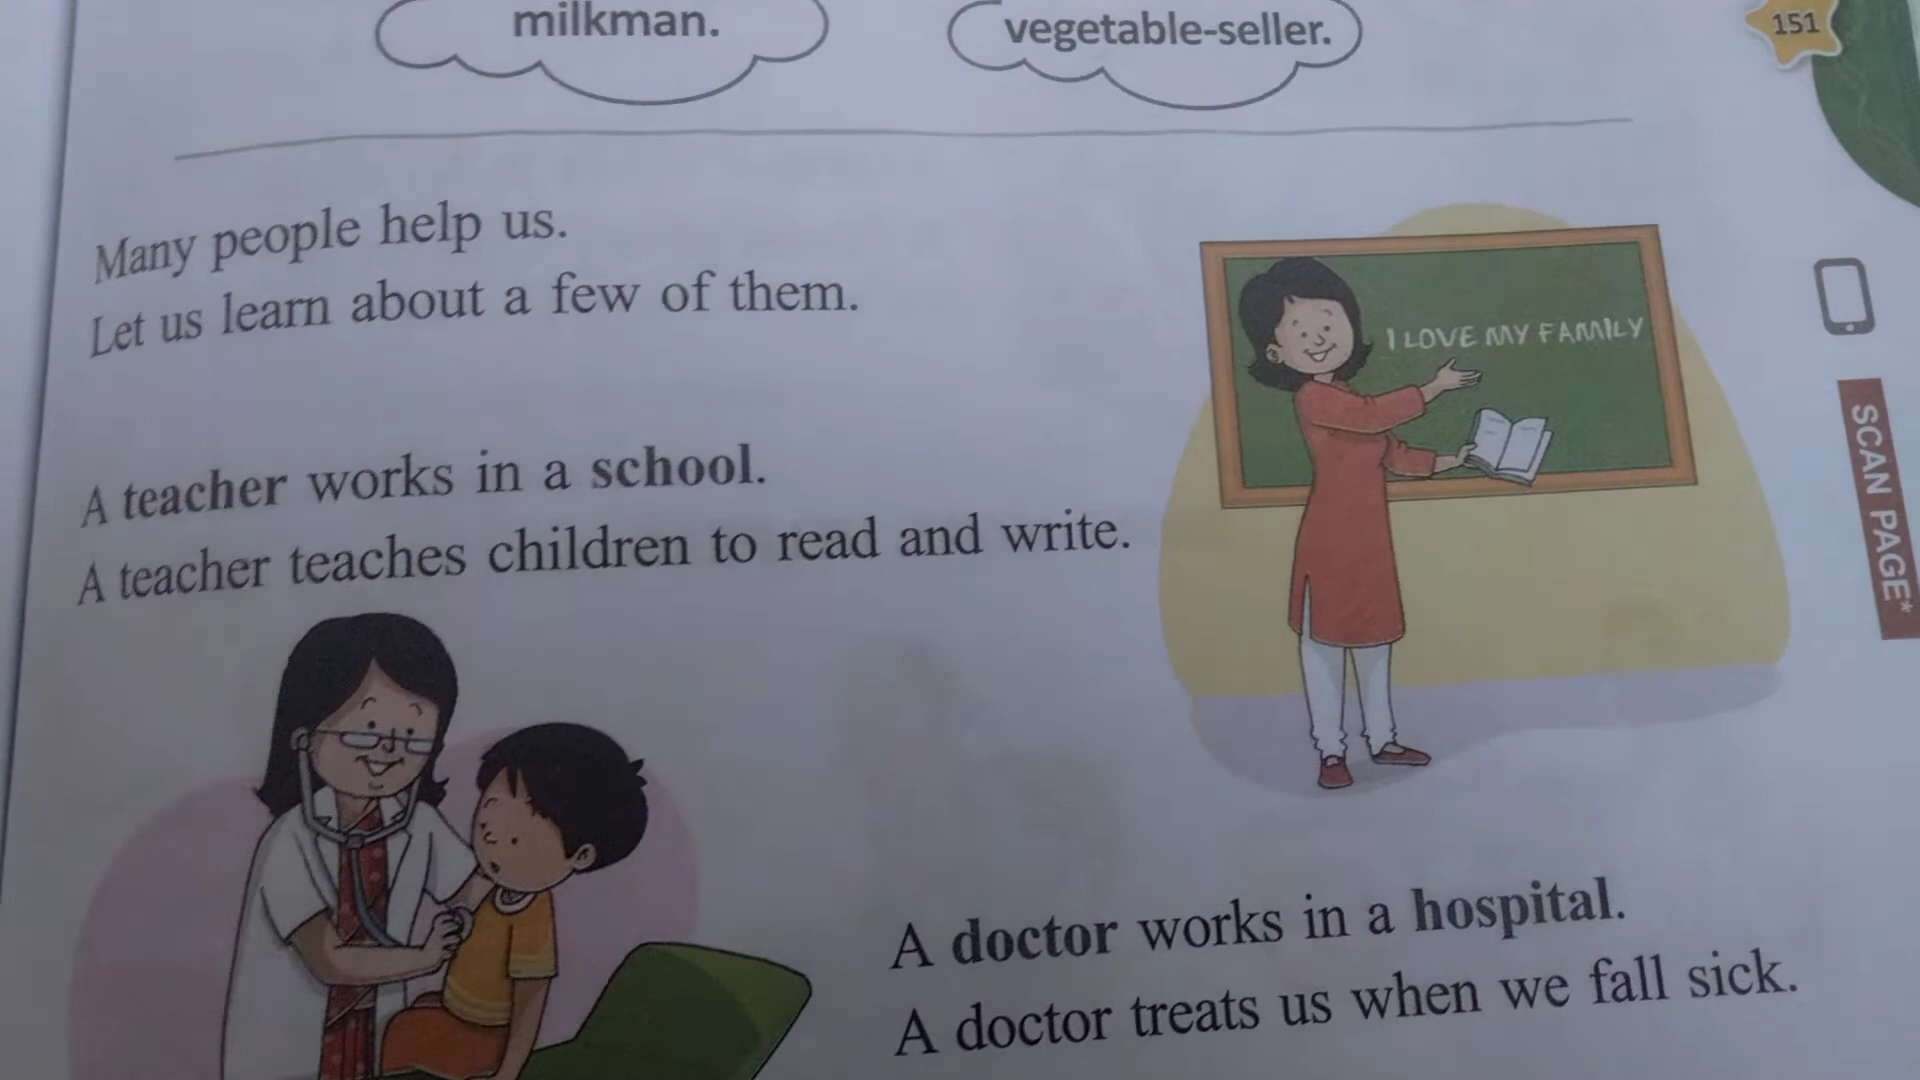 milkman.
vegetable-seller.
151
Many people help us.
Let us learn about a few of them.
I LOVE MY FAMILY
A teacher works in a school.
A teacher teaches children to read and write.
SCAN PAGE*
A doctor works in a hospital.
A doctor treats us when we fall sick.